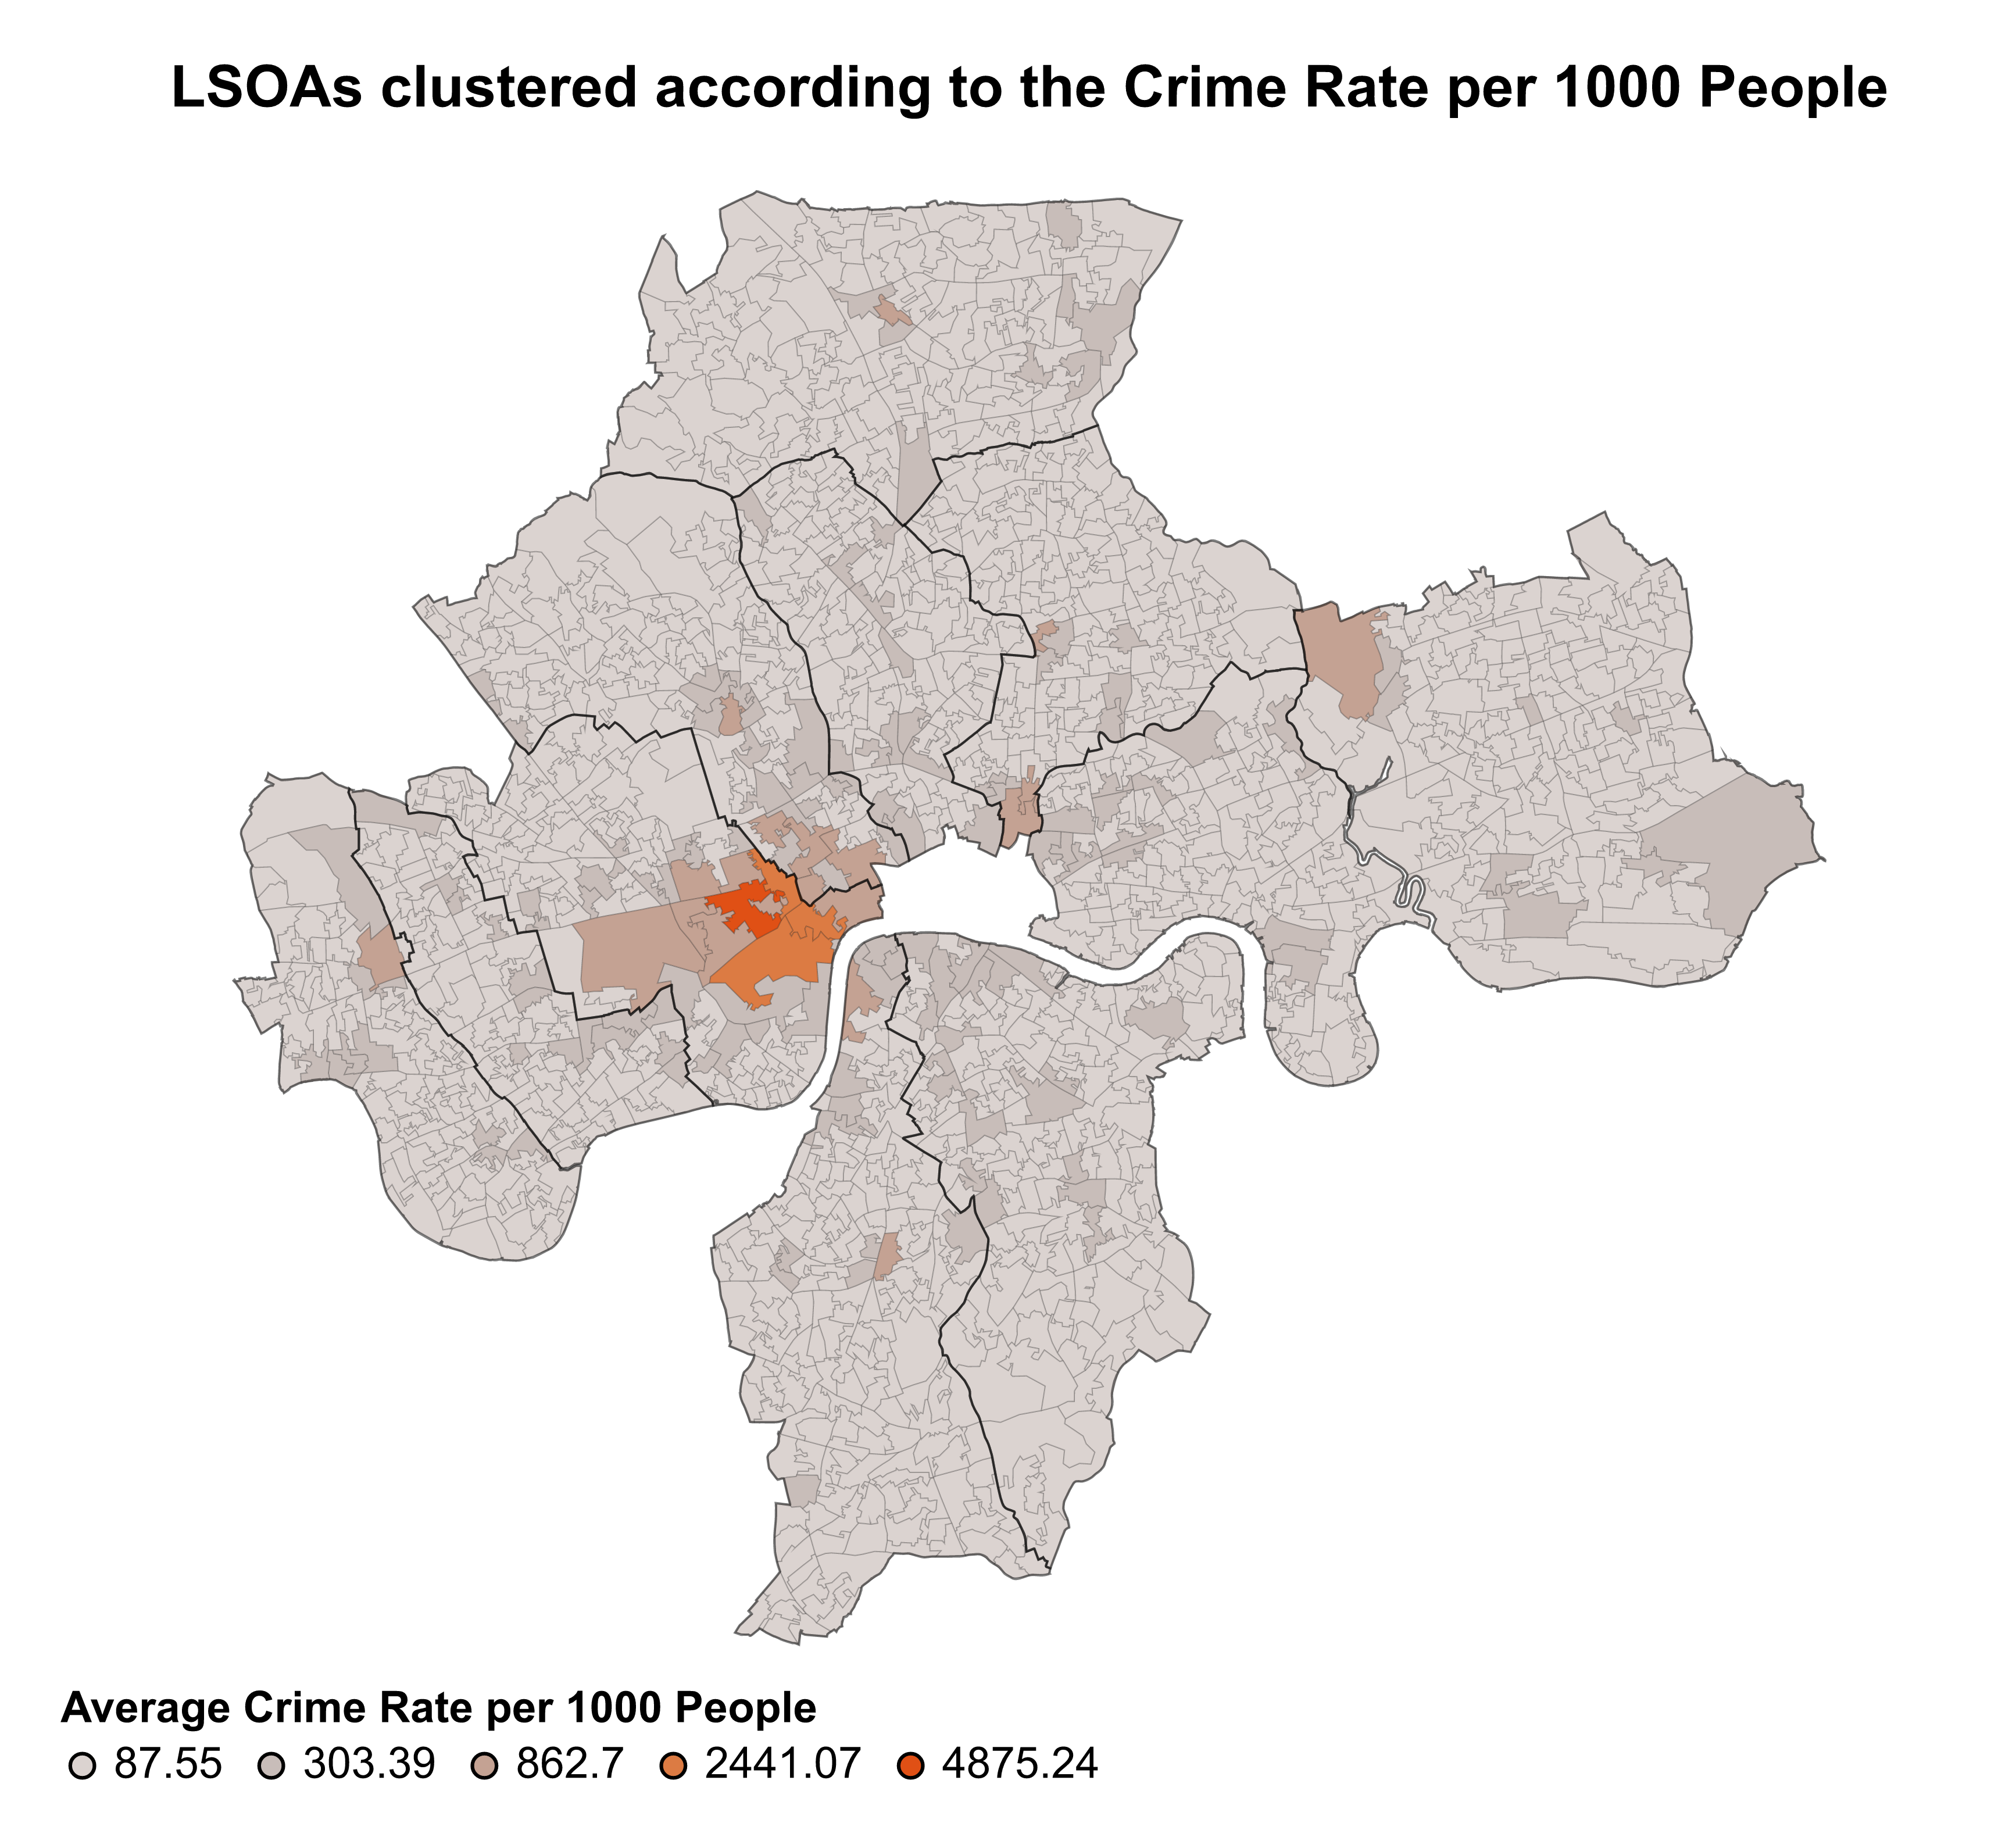 LSOAs clustered according to the Crime Rate per 1000 People
Average Crime Rate per 1000 People
87.55 303.39 862.7 2441.07 4875.24